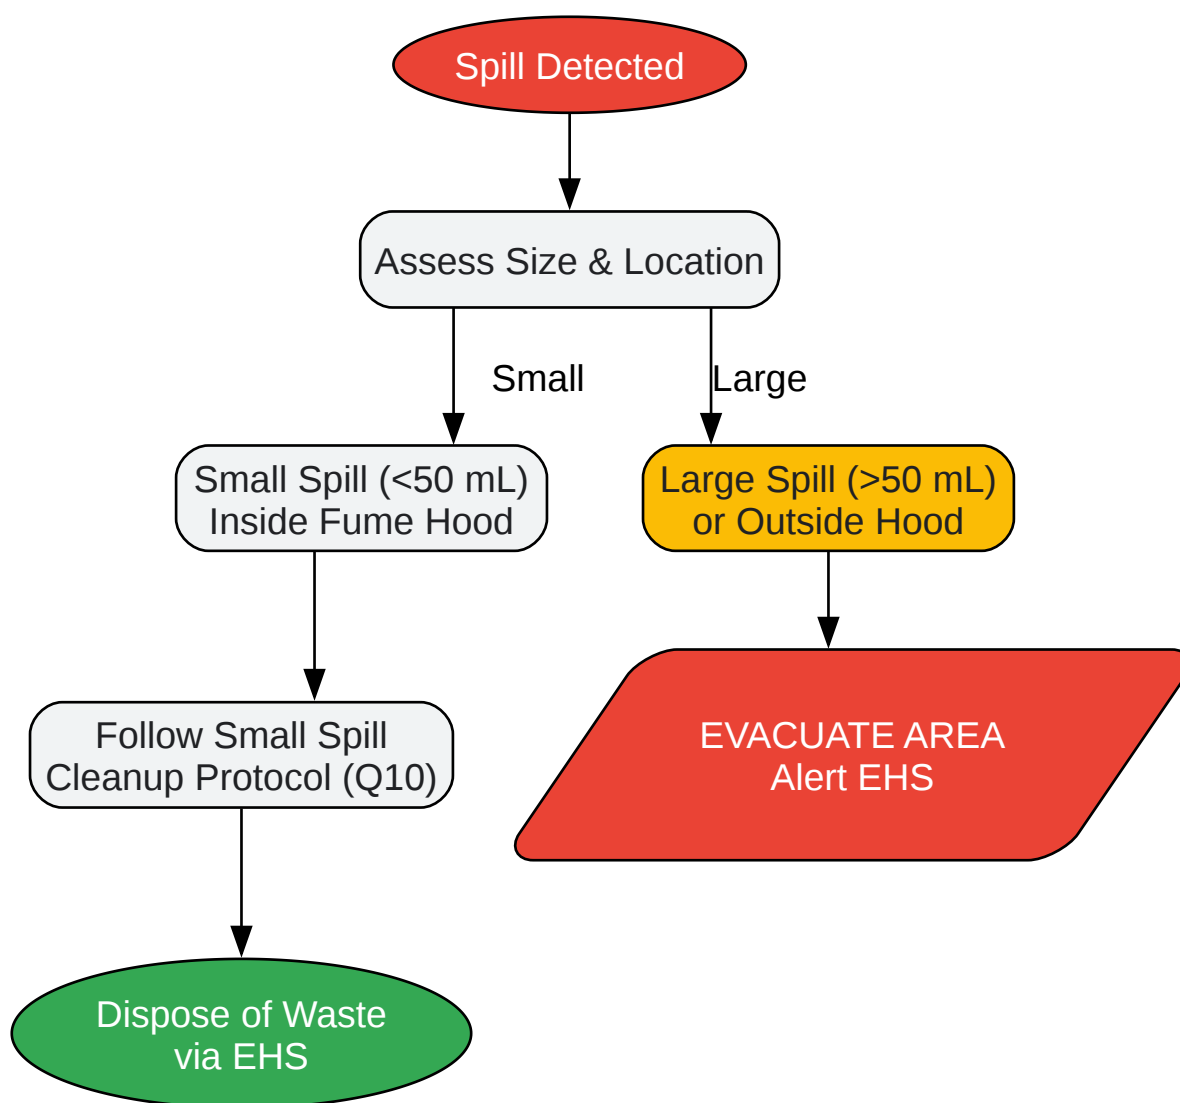 Spill Detected
Assess Size & Location
Small
Large
Small Spill (<50 mL)
Inside Fume Hood
Large Spill (>50 mL)
or Outside Hood
Follow Small Spill
Cleanup Protocol (Q10)
EVACUATE AREA
Alert EHS
Dispose of Waste
via EHS